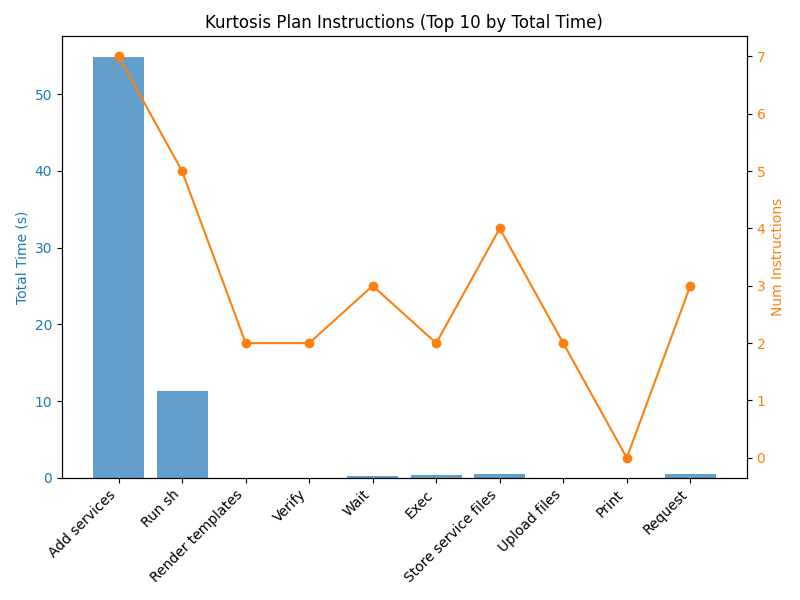 Kurtosis Plan Instructions (Top 10 by Total Time)
Total Time (s)
50
40
30
20
10
0
7
6
5
4
3
2
1
0
Num Instructions
Add services
Run sh
Render templates
Verify
Wait
Exec
Store service files
Upload files
Print
Request